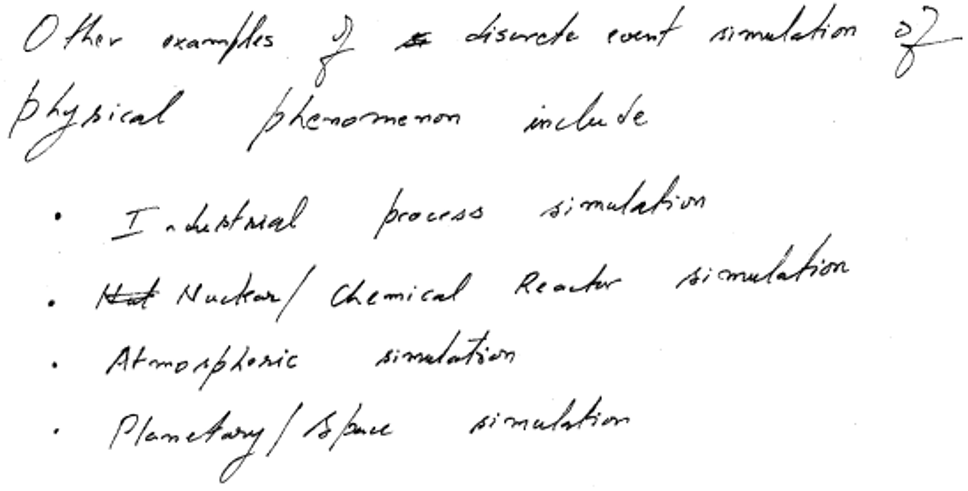 Other examples of discrete event simulation of
physical phenomenon include
• Industrial process simulation
• Nuclear/ Chemical Reactor simulation
• Atmospheric simulation
• Planetary/ Space simulation